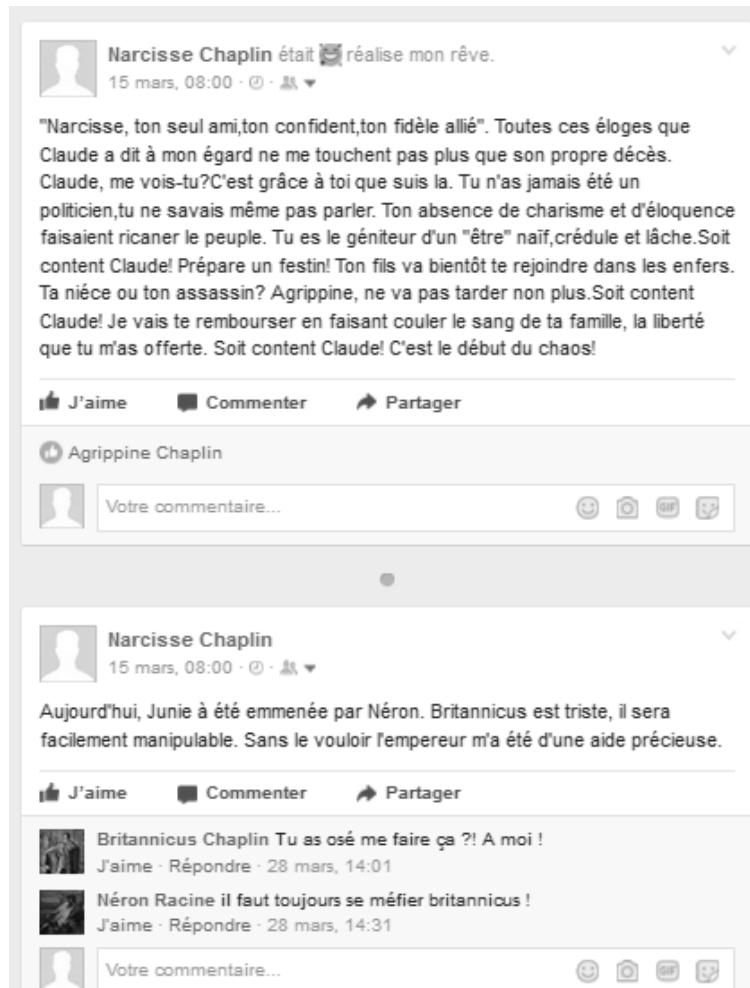 Narcisse Chaplin était réalise mon rêve.
15 mars, 08:00
"Narcisse, ton seul ami,ton confident,ton fidèle allié". Toutes ces éloges que
Claude a dit à mon égard ne me touchent pas plus que son propre décès.
Claude, me vois-tu?C'est grâce à toi que suis la. Tu n'as jamais été un
politicien,tu ne savais même pas parler. Ton absence de charisme et d'éloquence
faisaient ricaner le peuple. Tu es le géniteur d'un "être" naïf,crédule et lâche.Soit
content Claude! Prépare un festin! Ton fils va bientôt te rejoindre dans les enfers.
Ta niéce ou ton assassin? Agrippine, ne va pas tarder non plus.Soit content
Claude! Je vais te rembourser en faisant couler le sang de ta famille, la liberté
que tu m'as offerte. Soit content Claude! C'est le début du chaos!
J'aime Commenter Partager
Agrippine Chaplin
Votre commentaire... GIF
Narcisse Chaplin
15 mars, 08:00
Aujourd'hui, Junie à été emmenée par Néron. Britannicus est triste, il sera
facilement manipulable. Sans le vouloir l'empereur m'a été d'une aide précieuse.
J'aime Commenter Partager
Britannicus Chaplin Tu as osé me faire ça ?! A moi !
J'aime · Répondre · 28 mars, 14:01
Néron Racine il faut toujours se méfier britannicus !
J'aime · Répondre · 28 mars, 14:31
Votre commentaire... GIF